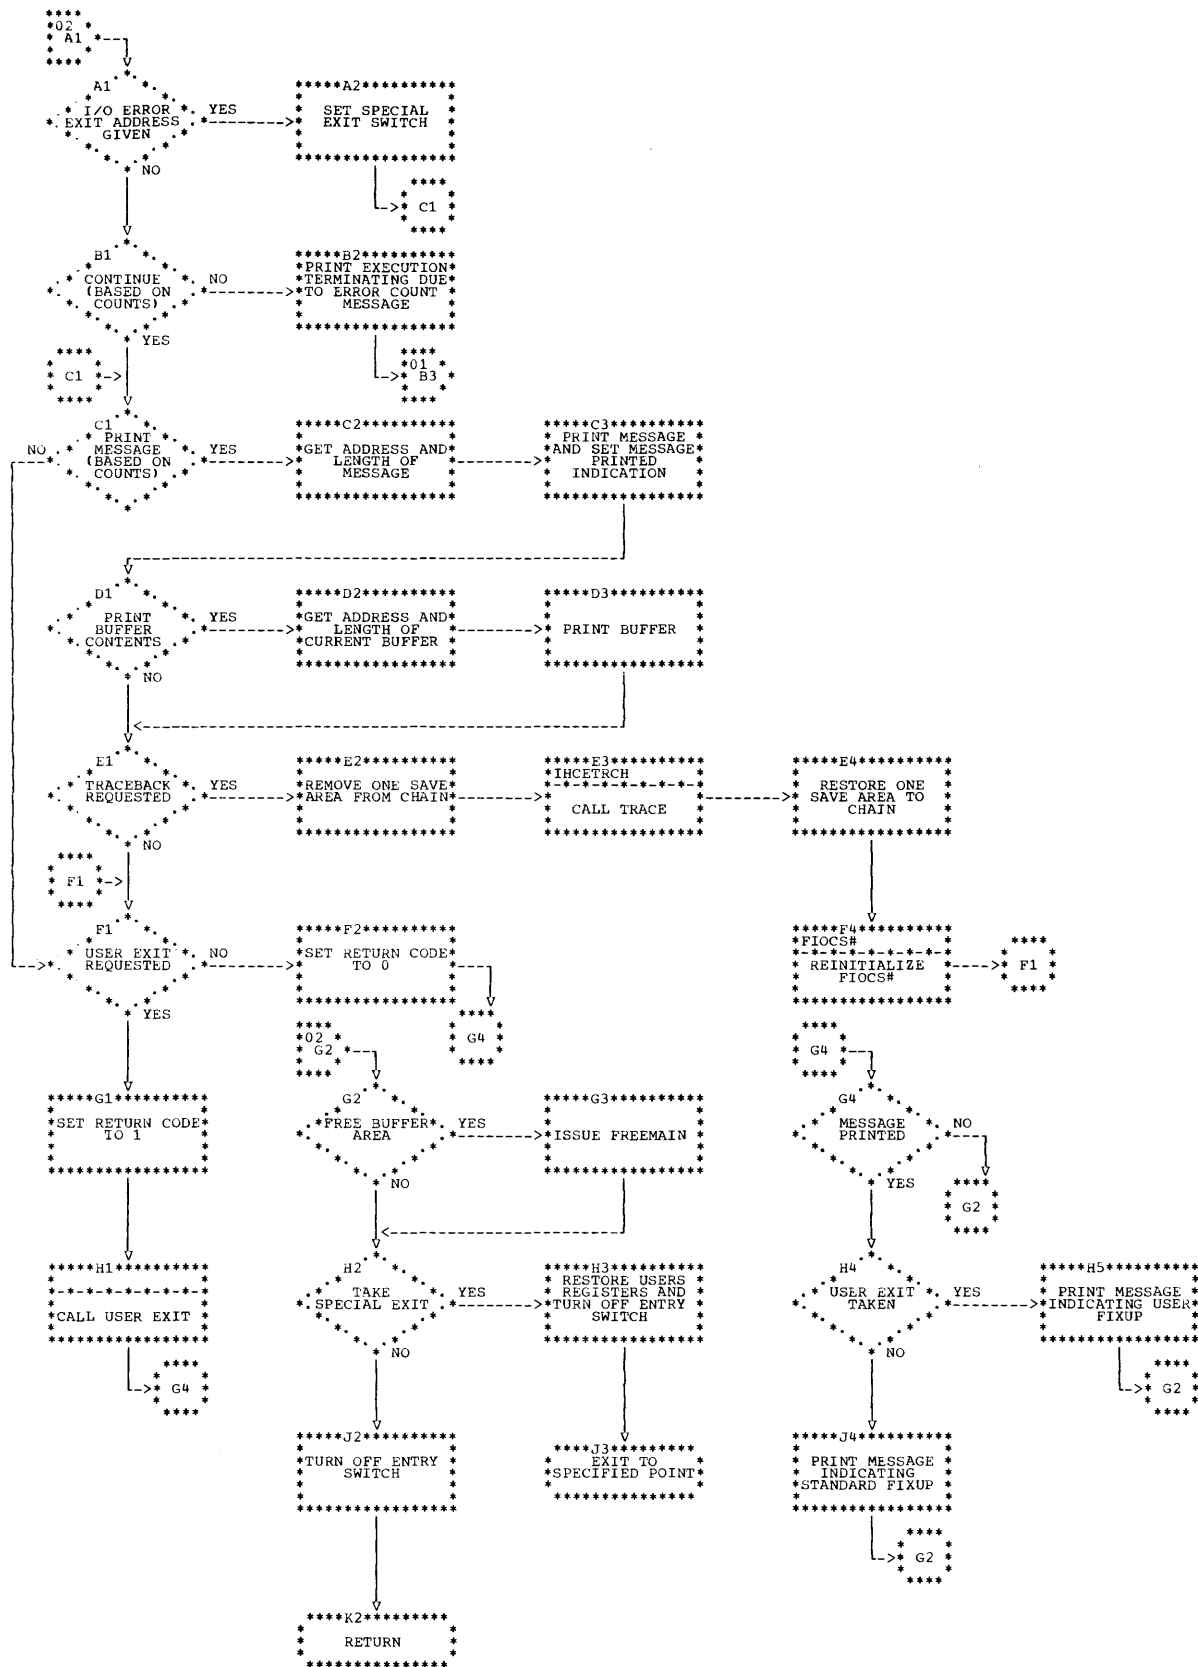 02
A1
A1
I/O ERROR
EXIT ADDRESS
GIVEN
YES
NO
A2
SET SPECIAL
EXIT SWITCH
C1
B1
CONTINUE
(BASED ON
COUNTS)
NO
YES
B2
PRINT EXECUTION
TERMINATING DUE
TO ERROR COUNT
MESSAGE
01
B3
C1
C1
PRINT
MESSAGE
(BASED ON
COUNTS)
NO
YES
C2
GET ADDRESS AND
LENGTH OF
MESSAGE
C3
PRINT MESSAGE
AND SET MESSAGE
PRINTED
INDICATION
D1
PRINT
BUFFER
CONTENTS
YES
NO
D2
GET ADDRESS AND
LENGTH OF
CURRENT BUFFER
D3
PRINT BUFFER
E1
TRACEBACK
REQUESTED
YES
NO
E2
REMOVE ONE SAVE
AREA FROM CHAIN
E3
IHCETRCH
CALL TRACE
E4
RESTORE ONE
SAVE AREA TO
CHAIN
F1
F1
USER EXIT
REQUESTED
NO
YES
F2
SET RETURN CODE
TO 0
G4
F4
FIOCS#
REINITIALIZE
FIOCS#
F1
G1
SET RETURN CODE
TO 1
02
G2
G2
FREE BUFFER
AREA
YES
NO
G3
ISSUE FREEMAIN
G4
G4
MESSAGE
PRINTED
NO
YES
G2
H1
CALL USER EXIT
G4
H2
TAKE
SPECIAL EXIT
YES
NO
H3
RESTORE USERS
REGISTERS AND
TURN OFF ENTRY
SWITCH
H4
USER EXIT
TAKEN
YES
NO
H5
PRINT MESSAGE
INDICATING USER
FIXUP
G2
J2
TURN OFF ENTRY
SWITCH
J3
EXIT TO
SPECIFIED POINT
J4
PRINT MESSAGE
INDICATING
STANDARD FIXUP
G2
K2
RETURN